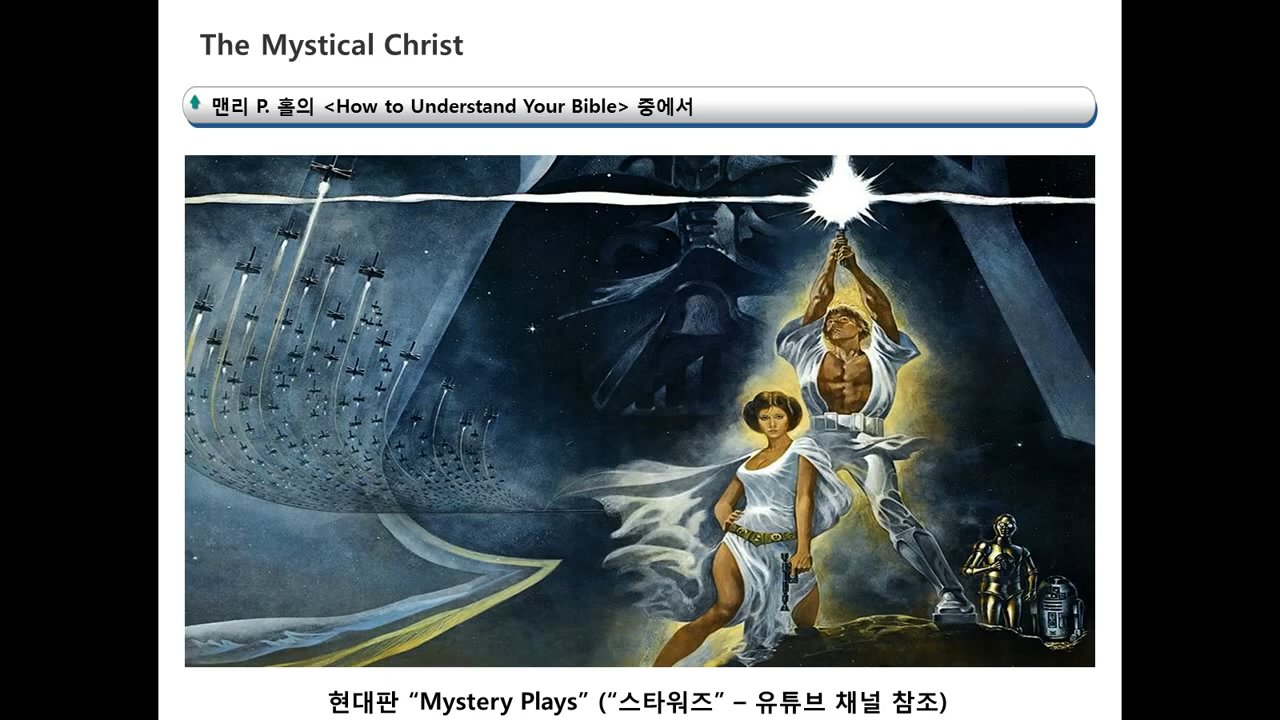 The Mystical Christ
맨리 P. 홀의 <How to Understand Your Bible> 중에서
현대판 “Mystery Plays” (“스타워즈” – 유튜브 채널 참조)